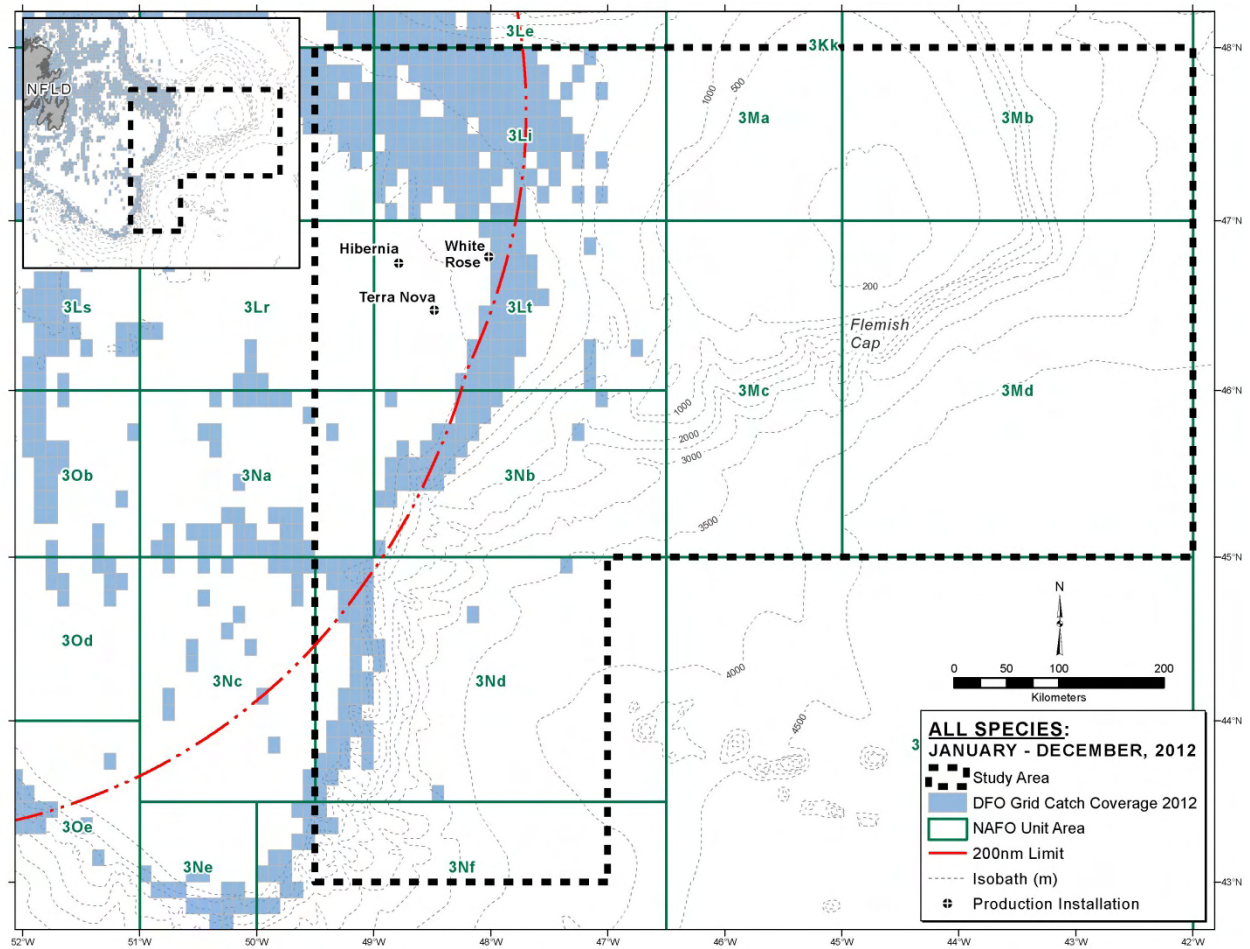 3Le
3Kk
48°N
NFLD
1000
500
3Ma
3Mb
3Li
47°N
Hibernia
White
Rose
Terra Nova
3Ls
3Lr
3Lt
200
Flemish
Cap
46°N
3Mc
3Md
1000
2000
3000
3Ob
3Na
3Nb
3500
45°N
N
3Od
3Nc
3Nd
4000
4500
0 50 100 200
Kilometers
44°N
3
ALL SPECIES:
JANUARY - DECEMBER, 2012
Study Area
DFO Grid Catch Coverage 2012
NAFO Unit Area
200nm Limit
Isobath (m)
Production Installation
3Oe
3Ne
3Nf
43°N
52°W 51°W 50°W 49°W 48°W 47°W 46°W 45°W 44°W 43°W 42°W